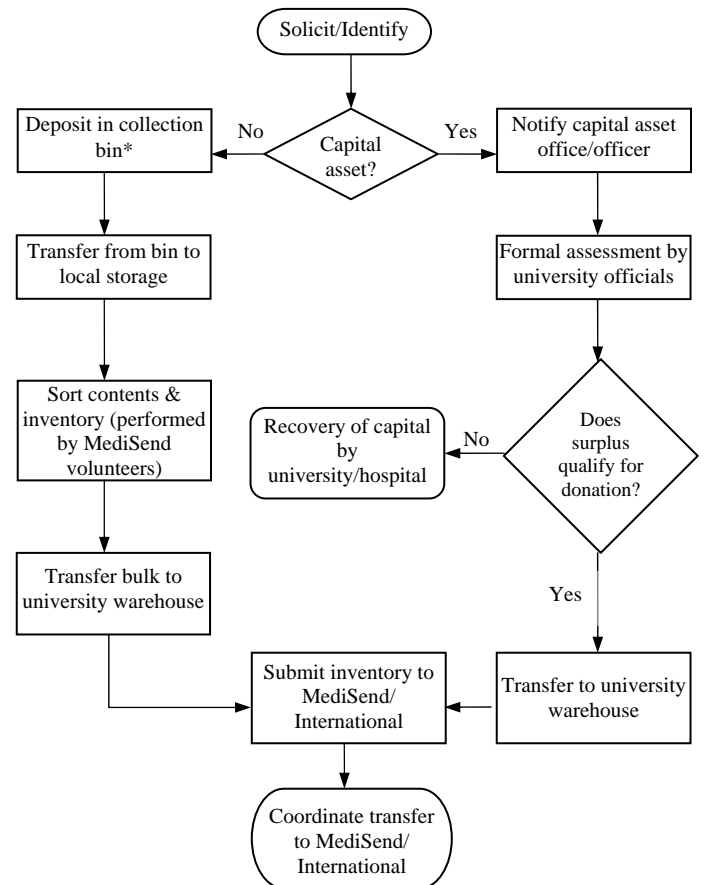 Solicit/Identify
Deposit in collection
bin*
No
Capital
asset?
Yes
Notify capital asset
office/officer
Transfer from bin to
local storage
Formal assessment by
university officials
Sort contents &
inventory (performed
by MediSend
volunteers)
Recovery of capital
by
university/hospital
No
Does
surplus
qualify for
donation?
Transfer bulk to
university warehouse
Yes
Submit inventory to
MediSend/
International
Transfer to university
warehouse
Coordinate transfer
to MediSend/
International